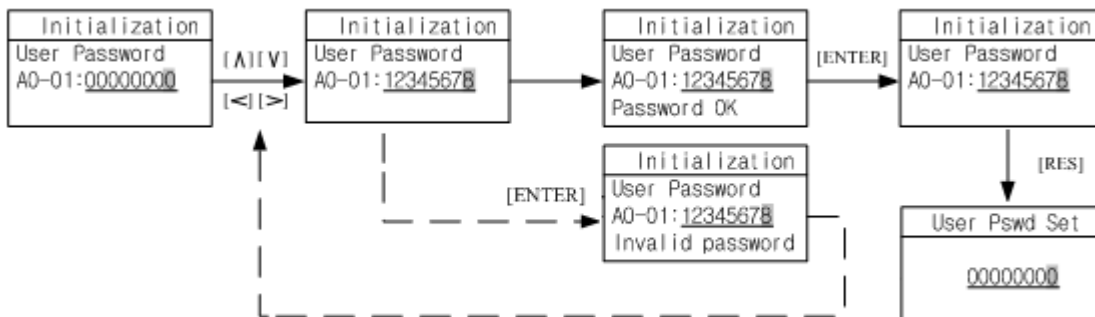 Initialization
User Password
A0-01:00000000
[∧][∨]
[<][>]
Initialization
User Password
A0-01:12345678
Initialization
User Password
A0-01:12345678
Password OK
[ENTER]
Initialization
User Password
A0-01:12345678
[ENTER]
Initialization
User Password
A0-01:12345678
Invalid password
[RES]
User Pswd Set
00000000